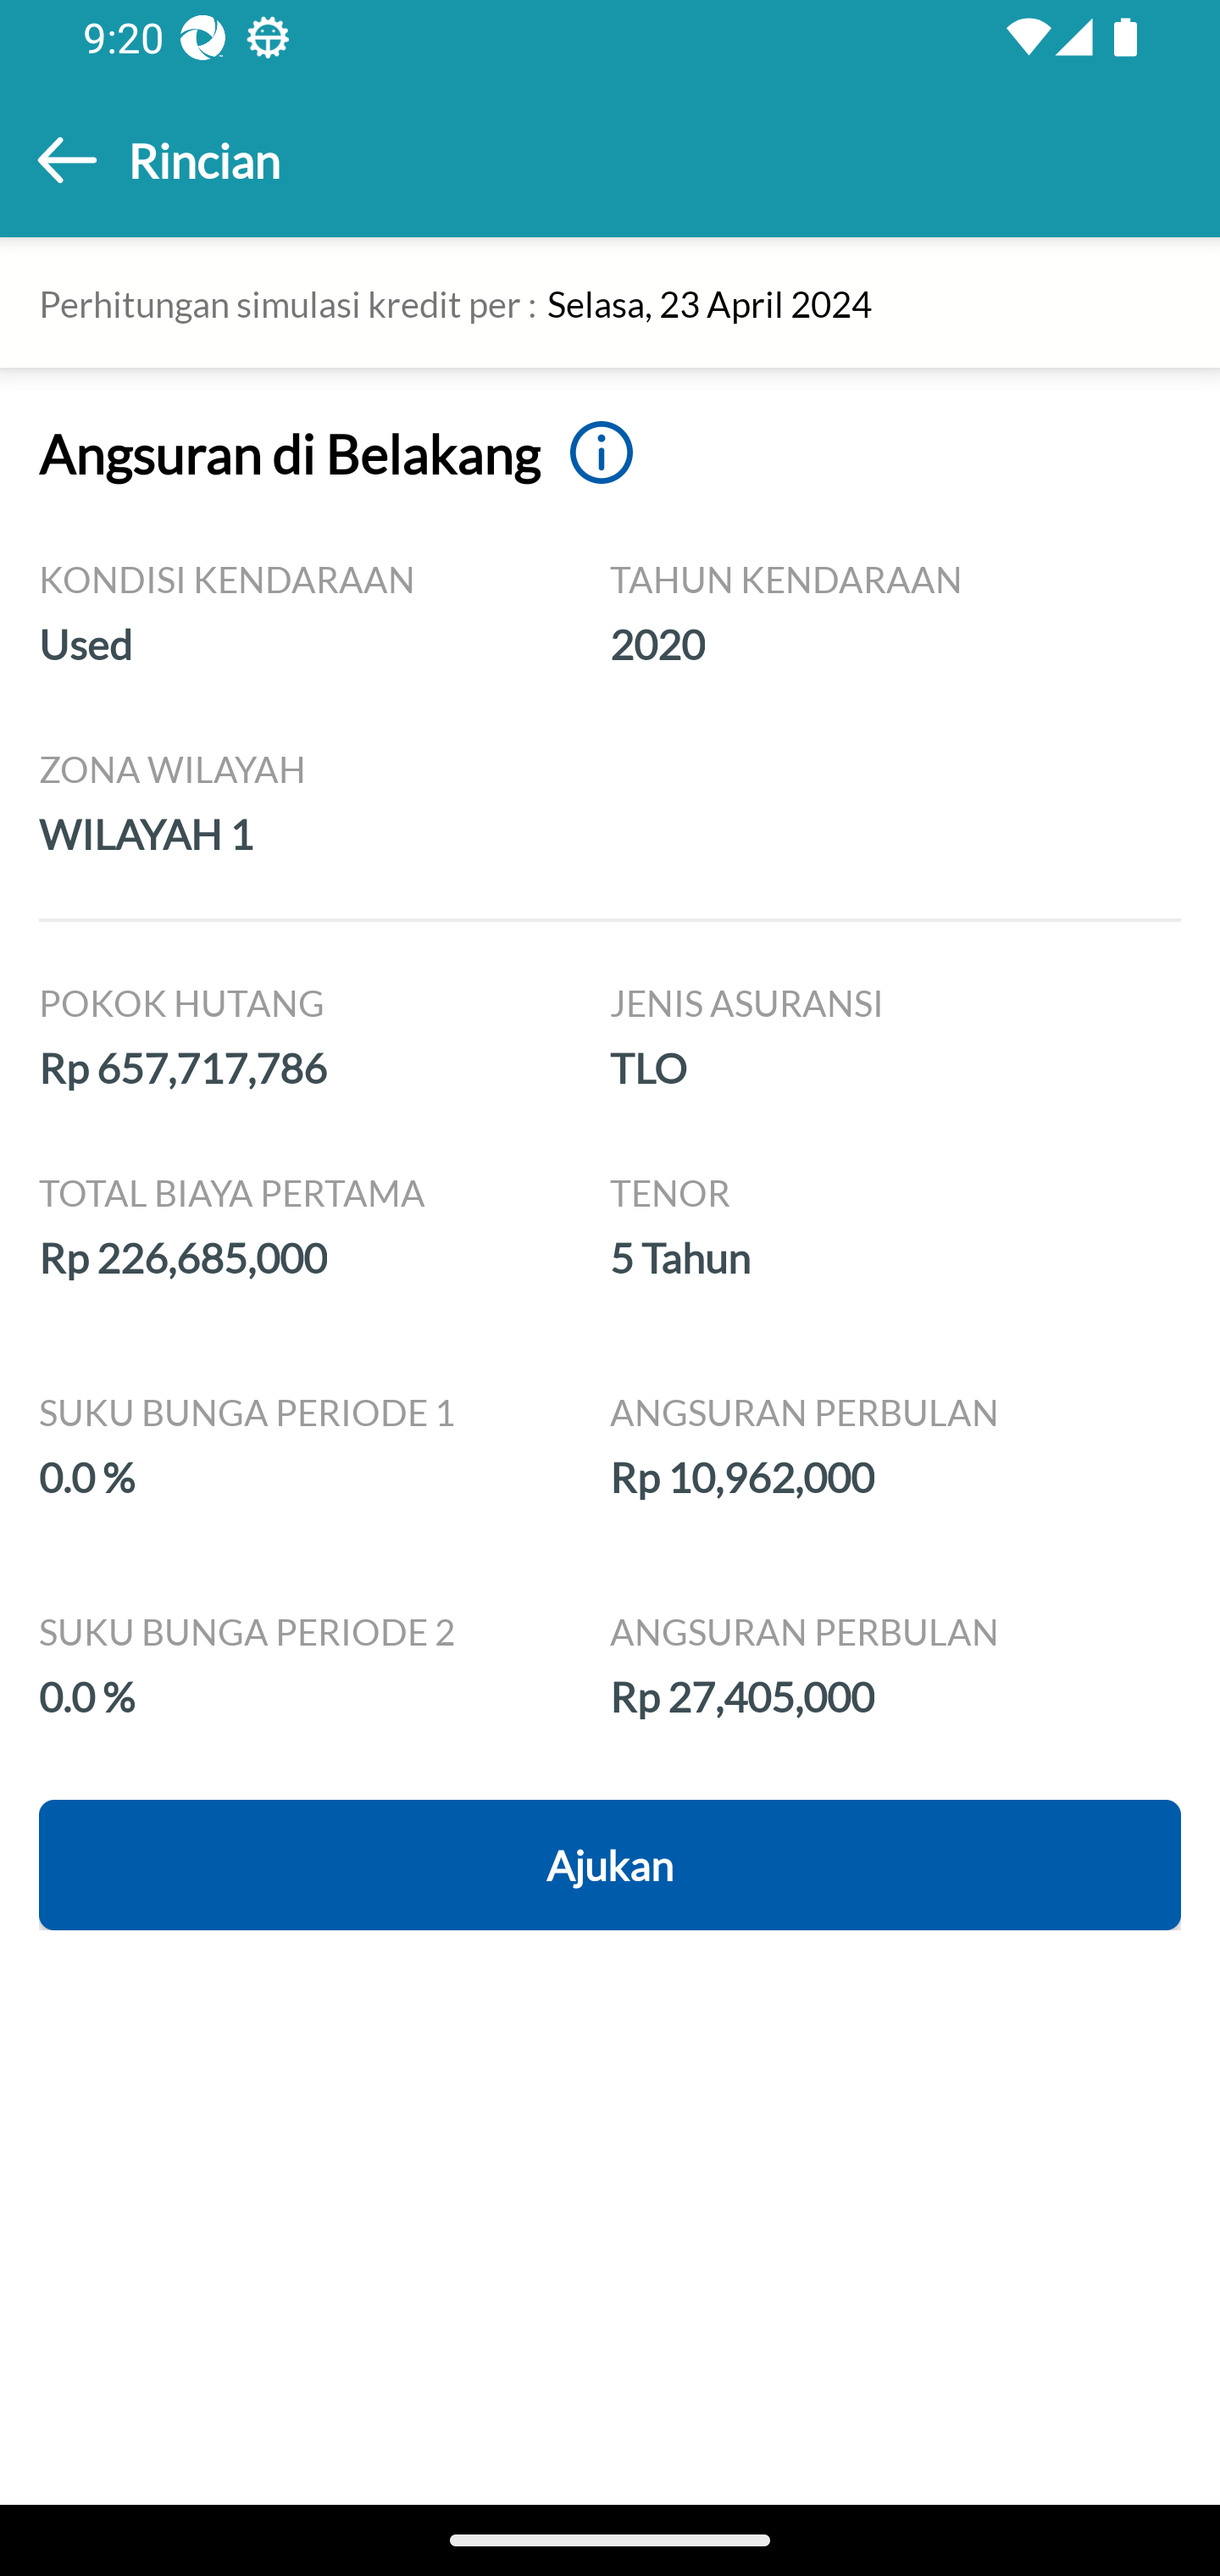 9:20
Rincian
Perhitungan simulasi kredit per : Selasa, 23 April 2024
Angsuran di Belakang
KONDISI KENDARAAN
Used
TAHUN KENDARAAN
2020
ZONA WILAYAH
WILAYAH 1
POKOK HUTANG
Rp 657,717,786
JENIS ASURANSI
TLO
TOTAL BIAYA PERTAMA
Rp 226,685,000
TENOR
5 Tahun
SUKU BUNGA PERIODE 1
0.0 %
ANGSURAN PERBULAN
Rp 10,962,000
SUKU BUNGA PERIODE 2
0.0 %
ANGSURAN PERBULAN
Rp 27,405,000
Ajukan